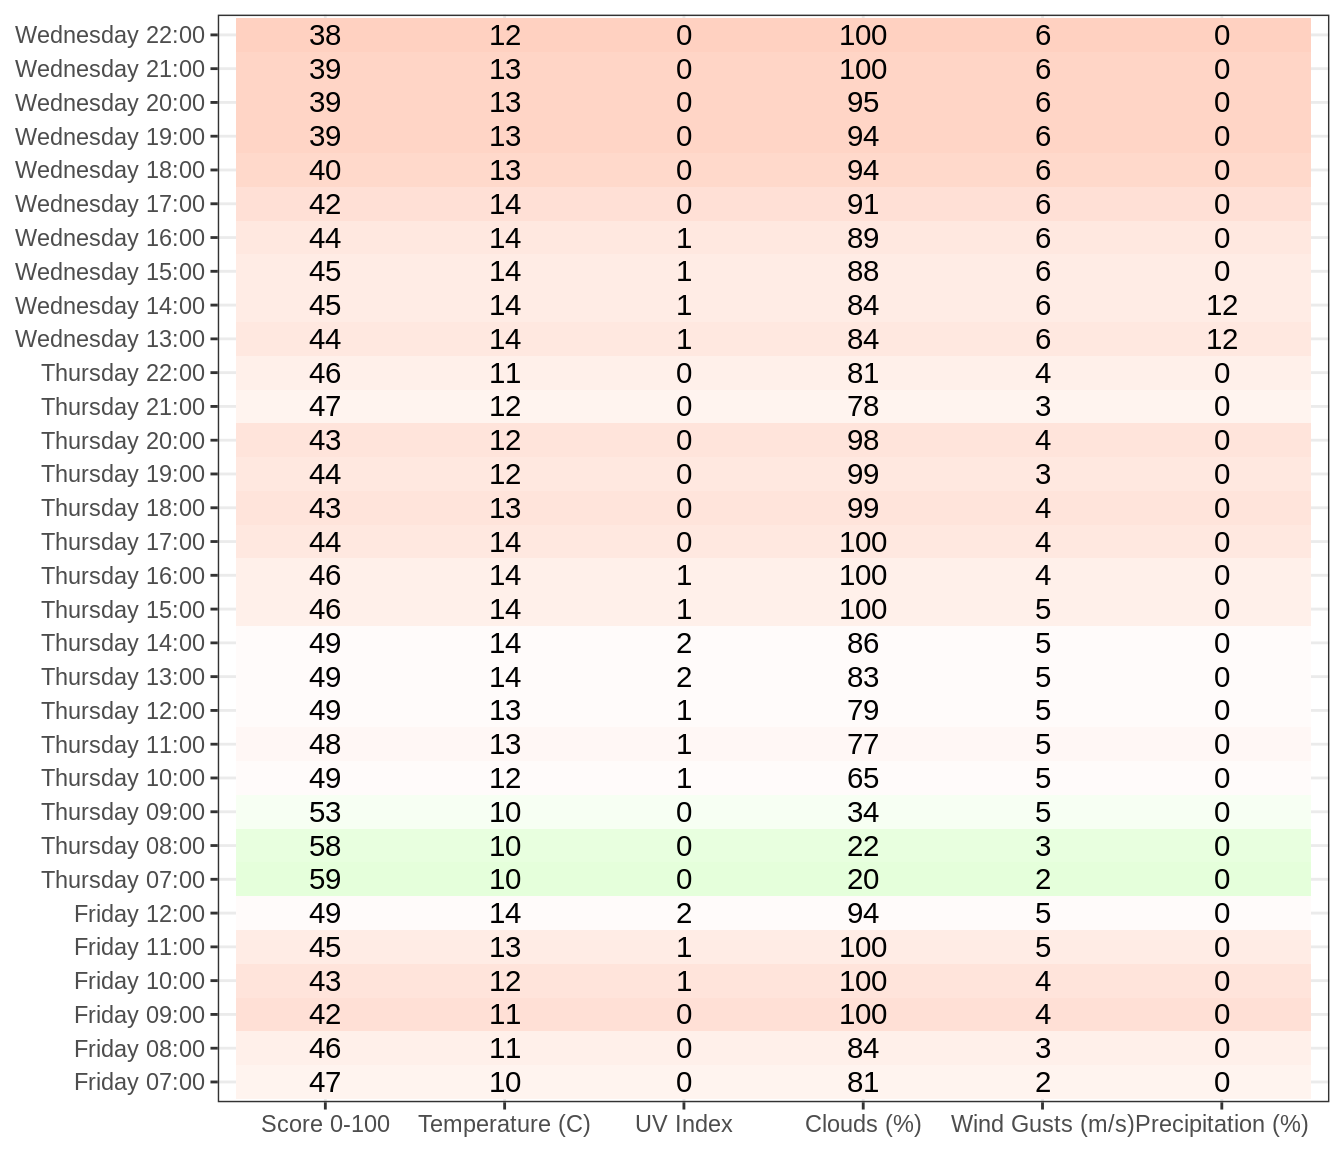 Wednesday 22:00 38 12 0 100 6 0
Wednesday 21:00 39 13 0 100 6 0
Wednesday 20:00 39 13 0 95 6 0
Wednesday 19:00 39 13 0 94 6 0
Wednesday 18:00 40 13 0 94 6 0
Wednesday 17:00 42 14 0 91 6 0
Wednesday 16:00 44 14 1 89 6 0
Wednesday 15:00 45 14 1 88 6 0
Wednesday 14:00 45 14 1 84 6 12
Wednesday 13:00 44 14 1 84 6 12
Thursday 22:00 46 11 0 81 4 0
Thursday 21:00 47 12 0 78 3 0
Thursday 20:00 43 12 0 98 4 0
Thursday 19:00 44 12 0 99 3 0
Thursday 18:00 43 13 0 99 4 0
Thursday 17:00 44 14 0 100 4 0
Thursday 16:00 46 14 1 100 4 0
Thursday 15:00 46 14 1 100 5 0
Thursday 14:00 49 14 2 86 5 0
Thursday 13:00 49 14 2 83 5 0
Thursday 12:00 49 13 1 79 5 0
Thursday 11:00 48 13 1 77 5 0
Thursday 10:00 49 12 1 65 5 0
Thursday 09:00 53 10 0 34 5 0
Thursday 08:00 58 10 0 22 3 0
Thursday 07:00 59 10 0 20 2 0
Friday 12:00 49 14 2 94 5 0
Friday 11:00 45 13 1 100 5 0
Friday 10:00 43 12 1 100 4 0
Friday 09:00 42 11 0 100 4 0
Friday 08:00 46 11 0 84 3 0
Friday 07:00 47 10 0 81 2 0
Score 0-100 Temperature (C) UV Index Clouds (%) Wind Gusts (m/s) Precipitation (%)